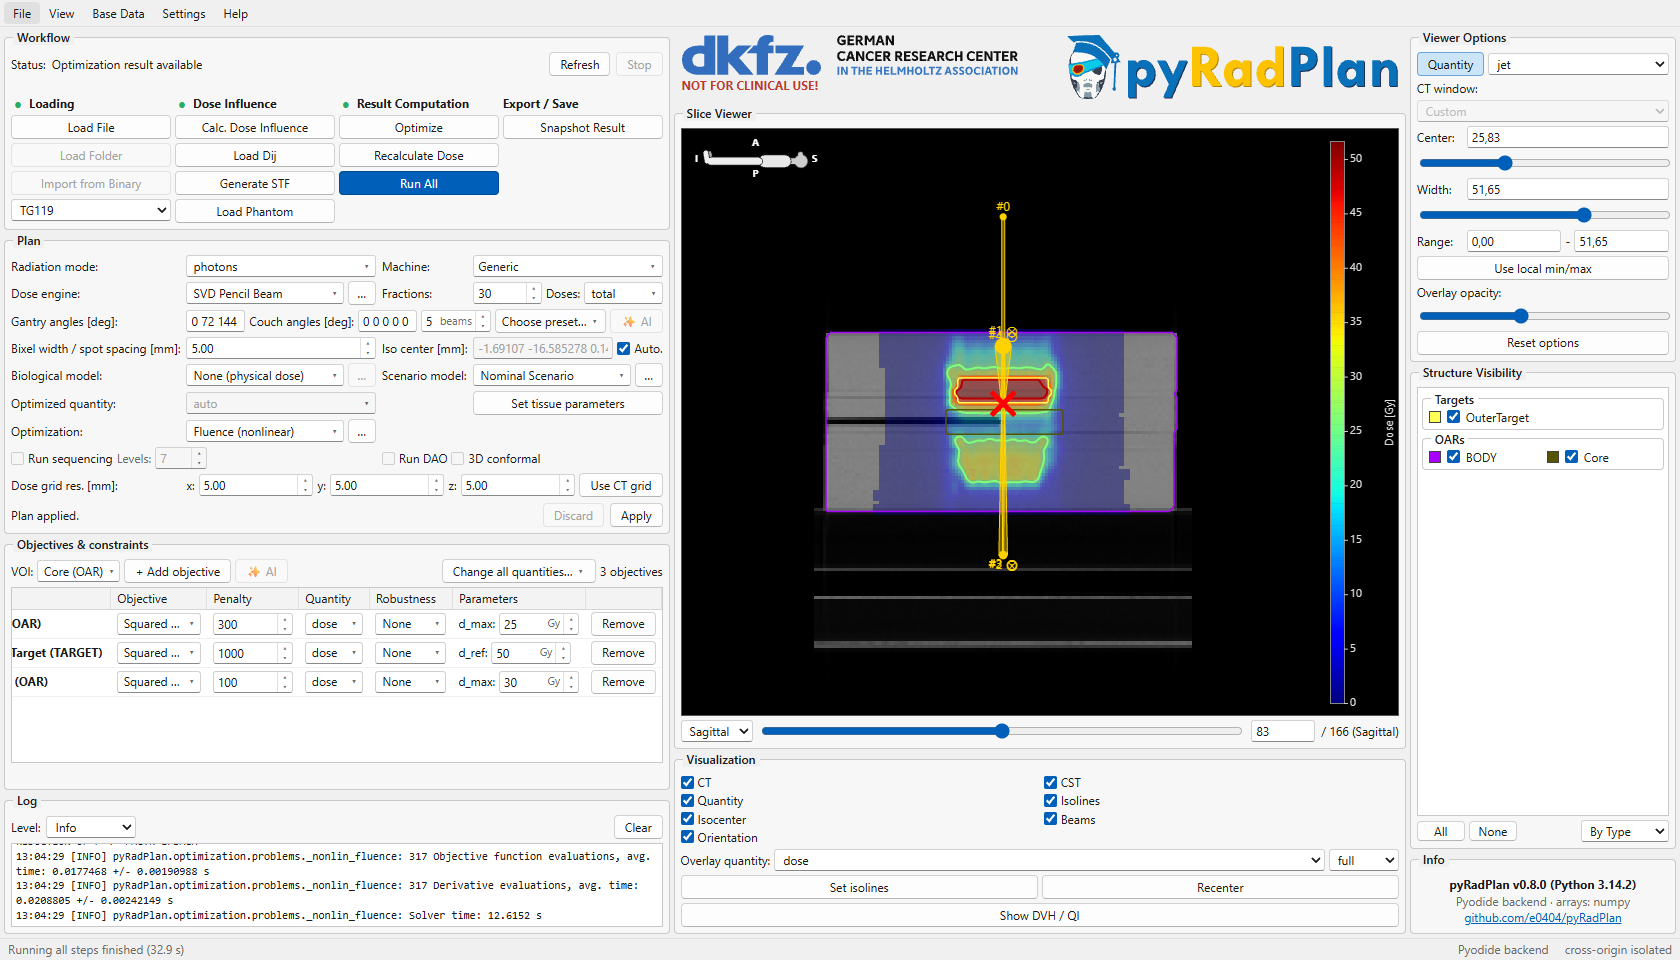 File View Base Data Settings Help
Workflow
Status: Optimization result available
Refresh Stop
Loading Dose Influence Result Computation Export / Save
Load File Calc. Dose Influence Optimize Snapshot Result
Load Folder Load Dij Recalculate Dose
Import from Binary Generate STF Run All
TG119 Load Phantom
Plan
Radiation mode: photons Machine: Generic
Dose engine: SVD Pencil Beam ... Fractions: 30 Doses: total
Gantry angles [deg]: 0 72 144 Couch angles [deg]: 0 0 0 0 0 5 beams Choose preset... AI
Bixel width / spot spacing [mm]: 5.00 Iso center [mm]: -1.69107 -16.585278 0.1 Auto.
Biological model: None (physical dose) ... Scenario model: Nominal Scenario ...
Optimized quantity: auto Set tissue parameters
Optimization: Fluence (nonlinear) ...
Run sequencing Levels: 7 Run DAO 3D conformal
Dose grid res. [mm]: x: 5.00 y: 5.00 z: 5.00 Use CT grid
Plan applied. Discard Apply
Objectives & constraints
VOI: Core (OAR) + Add objective AI Change all quantities... 3 objectives
Objective Penalty Quantity Robustness Parameters
OAR) Squared ... 300 dose None d_max: 25 Gy Remove
Target (TARGET) Squared ... 1000 dose None d_ref: 50 Gy Remove
(OAR) Squared ... 100 dose None d_max: 30 Gy Remove
Log
Level: Info Clear
13:04:29 [INFO] pyRadPlan.optimization.problems._nonlin_fluence: 317 Objective function evaluations, avg.
time: 0.0177468 +/- 0.00190988 s
13:04:29 [INFO] pyRadPlan.optimization.problems._nonlin_fluence: 317 Derivative evaluations, avg. time:
0.0208805 +/- 0.00242149 s
13:04:29 [INFO] pyRadPlan.optimization.problems._nonlin_fluence: Solver time: 12.6152 s
Running all steps finished (32.9 s)
dkfz.
NOT FOR CLINICAL USE!
GERMAN
CANCER RESEARCH CENTER
IN THE HELMHOLTZ ASSOCIATION
pyRadPlan
Slice Viewer
A
I S
P
#0
#3
50
45
40
35
30
25
20
15
10
5
0
Dose [Gy]
Sagittal 83 / 166 (Sagittal)
Visualization
CT CST
Quantity Isolines
Isocenter Beams
Orientation
Overlay quantity: dose full
Set isolines Recenter
Show DVH / QI
Viewer Options
Quantity jet
CT window:
Custom
Center: 25,83
Width: 51,65
Range: 0,00 - 51,65
Use local min/max
Overlay opacity:
Reset options
Structure Visibility
Targets
OuterTarget
OARs
BODY Core
All None By Type
Info
pyRadPlan v0.8.0 (Python 3.14.2)
Pyodide backend · arrays: numpy
github.com/e0404/pyRadPlan
Pyodide backend cross-origin isolated